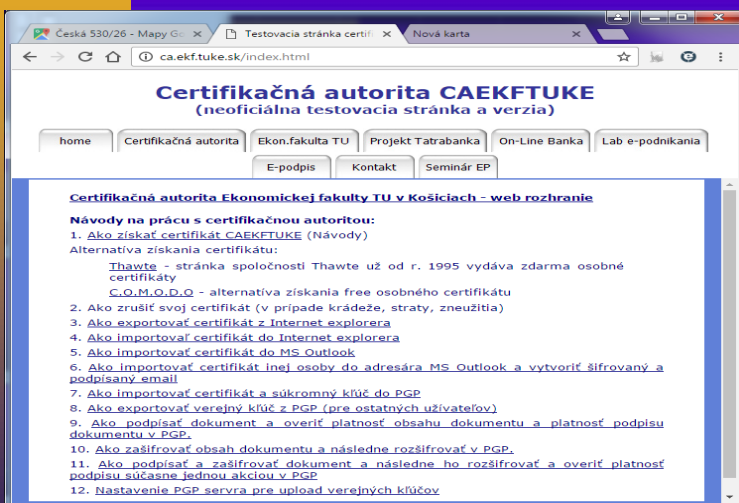 Česká 530/26 - Mapy Go
Testovacia stránka certifi
Nová karta
ca.ekf.tuke.sk/index.html
Certifikačná autorita CAEKFTUKE
(neoficiálna testovacia stránka a verzia)
home
Certifikačná autorita
Ekon.fakulta TU
Projekt Tatrabanka
On-Line Banka
Lab e-podnikania
E-podpis
Kontakt
Seminár EP
Certifikačná autorita Ekonomickej fakulty TU v Košiciach - web rozhranie
Návody na prácu s certifikačnou autoritou:
1. Ako získať certifikát CAEKFTUKE (Návody)
Alternatíva získania certifikátu:
Thawte - stránka spoločnosti Thawte už od r. 1995 vydáva zdarma osobné
certifikáty
C.O.M.O.D.O - alternatíva získania free osobného certifikátu
2. Ako zrušiť svoj certifikát (v prípade krádeže, straty, zneužitia)
3. Ako exportovať certifikát z Internet explorera
4. Ako importovať certifikát do Internet explorera
5. Ako importovať certifikát do MS Outlook
6. Ako importovať certifikát inej osoby do adresára MS Outlook a vytvoriť šifrovaný a
podpísaný email
7. Ako importovať certifikát a súkromný kľúč do PGP
8. Ako exportovať verejný kľúč z PGP (pre ostatných užívateľov)
9. Ako podpísať dokument a overiť platnosť obsahu dokumentu a platnosť podpisu
dokumentu v PGP.
10. Ako zašifrovať obsah dokumentu a následne rozšifrovať v PGP.
11. Ako podpísať a zašifrovať dokument a následne ho rozšifrovať a overiť platnosť
podpisu súčasne jednou akciou v PGP
12. Nastavenie PGP servra pre upload verejných kľúčov